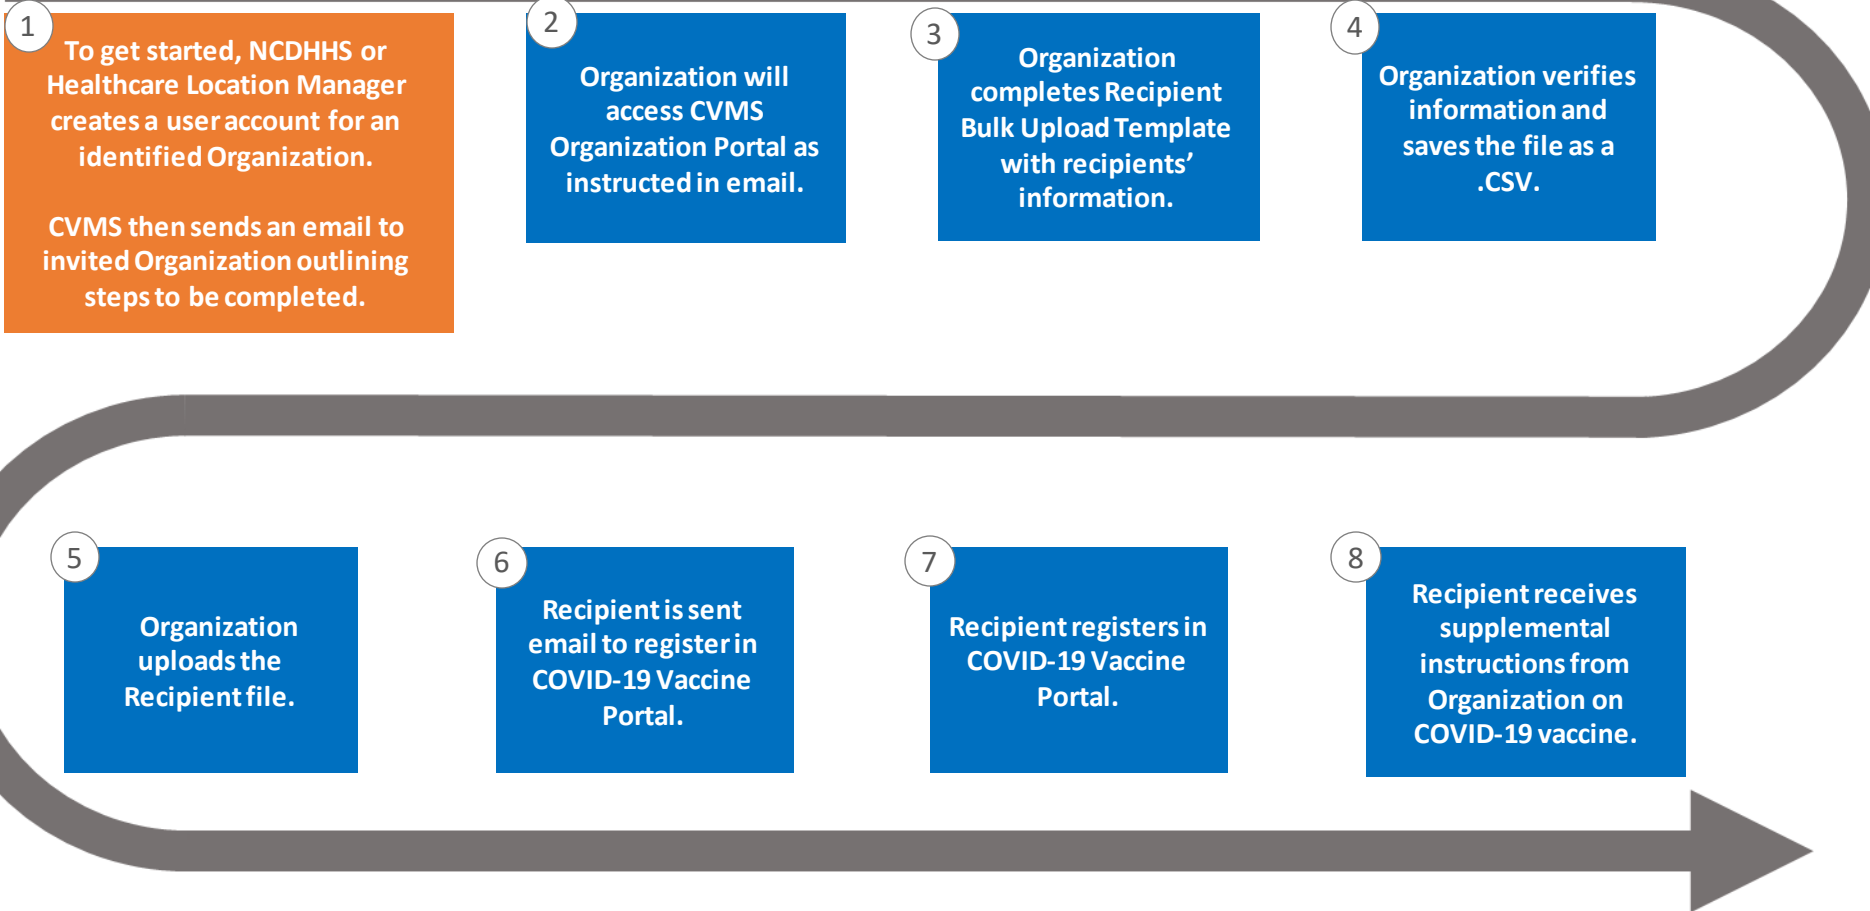 1
To get started, NCDHHS or
Healthcare Location Manager
creates a user account for an
identified Organization.
CVMS then sends an email to
invited Organization outlining
steps to be completed.
2
Organization will
access CVMS
Organization Portal as
instructed in email.
3
Organization
completes Recipient
Bulk Upload Template
with recipients’
information.
4
Organization verifies
information and
saves the file as a
.CSV.
5
Organization
uploads the
Recipient file.
6
Recipient is sent
email to register in
COVID-19 Vaccine
Portal.
7
Recipient registers in
COVID-19 Vaccine
Portal.
8
Recipient receives
supplemental
instructions from
Organization on
COVID-19 vaccine.